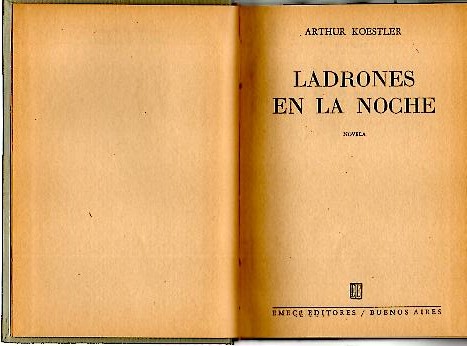 ARTHUR KOESTLER
LADRONES
EN LA NOCHE
NOVELA
EMECÉ EDITORES / BUENOS AIRES